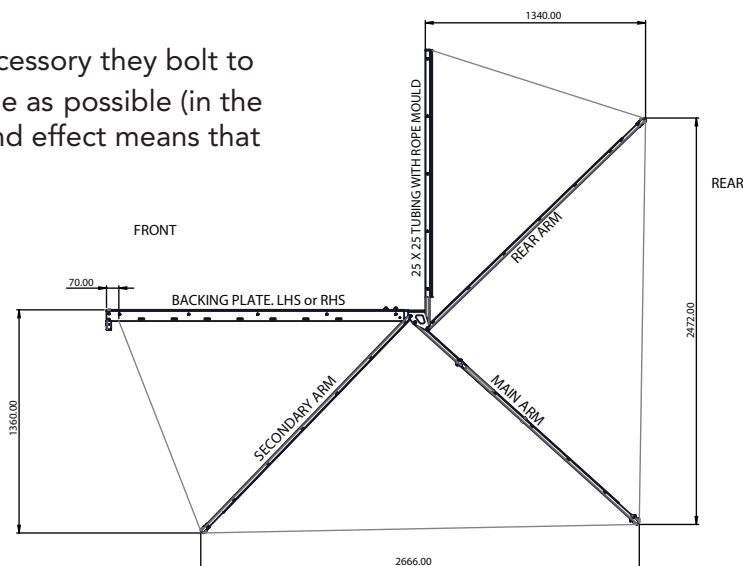 ccessory they bolt to
e as possible (in the
nd effect means that
1340.00
25 X 25 TUBING WITH ROPE MOULD
REAR ARM
REAR
FRONT
70.00
BACKING PLATE. LHS or RHS
2472.00
1360.00
SECONDARY ARM
MAIN ARM
2666.00